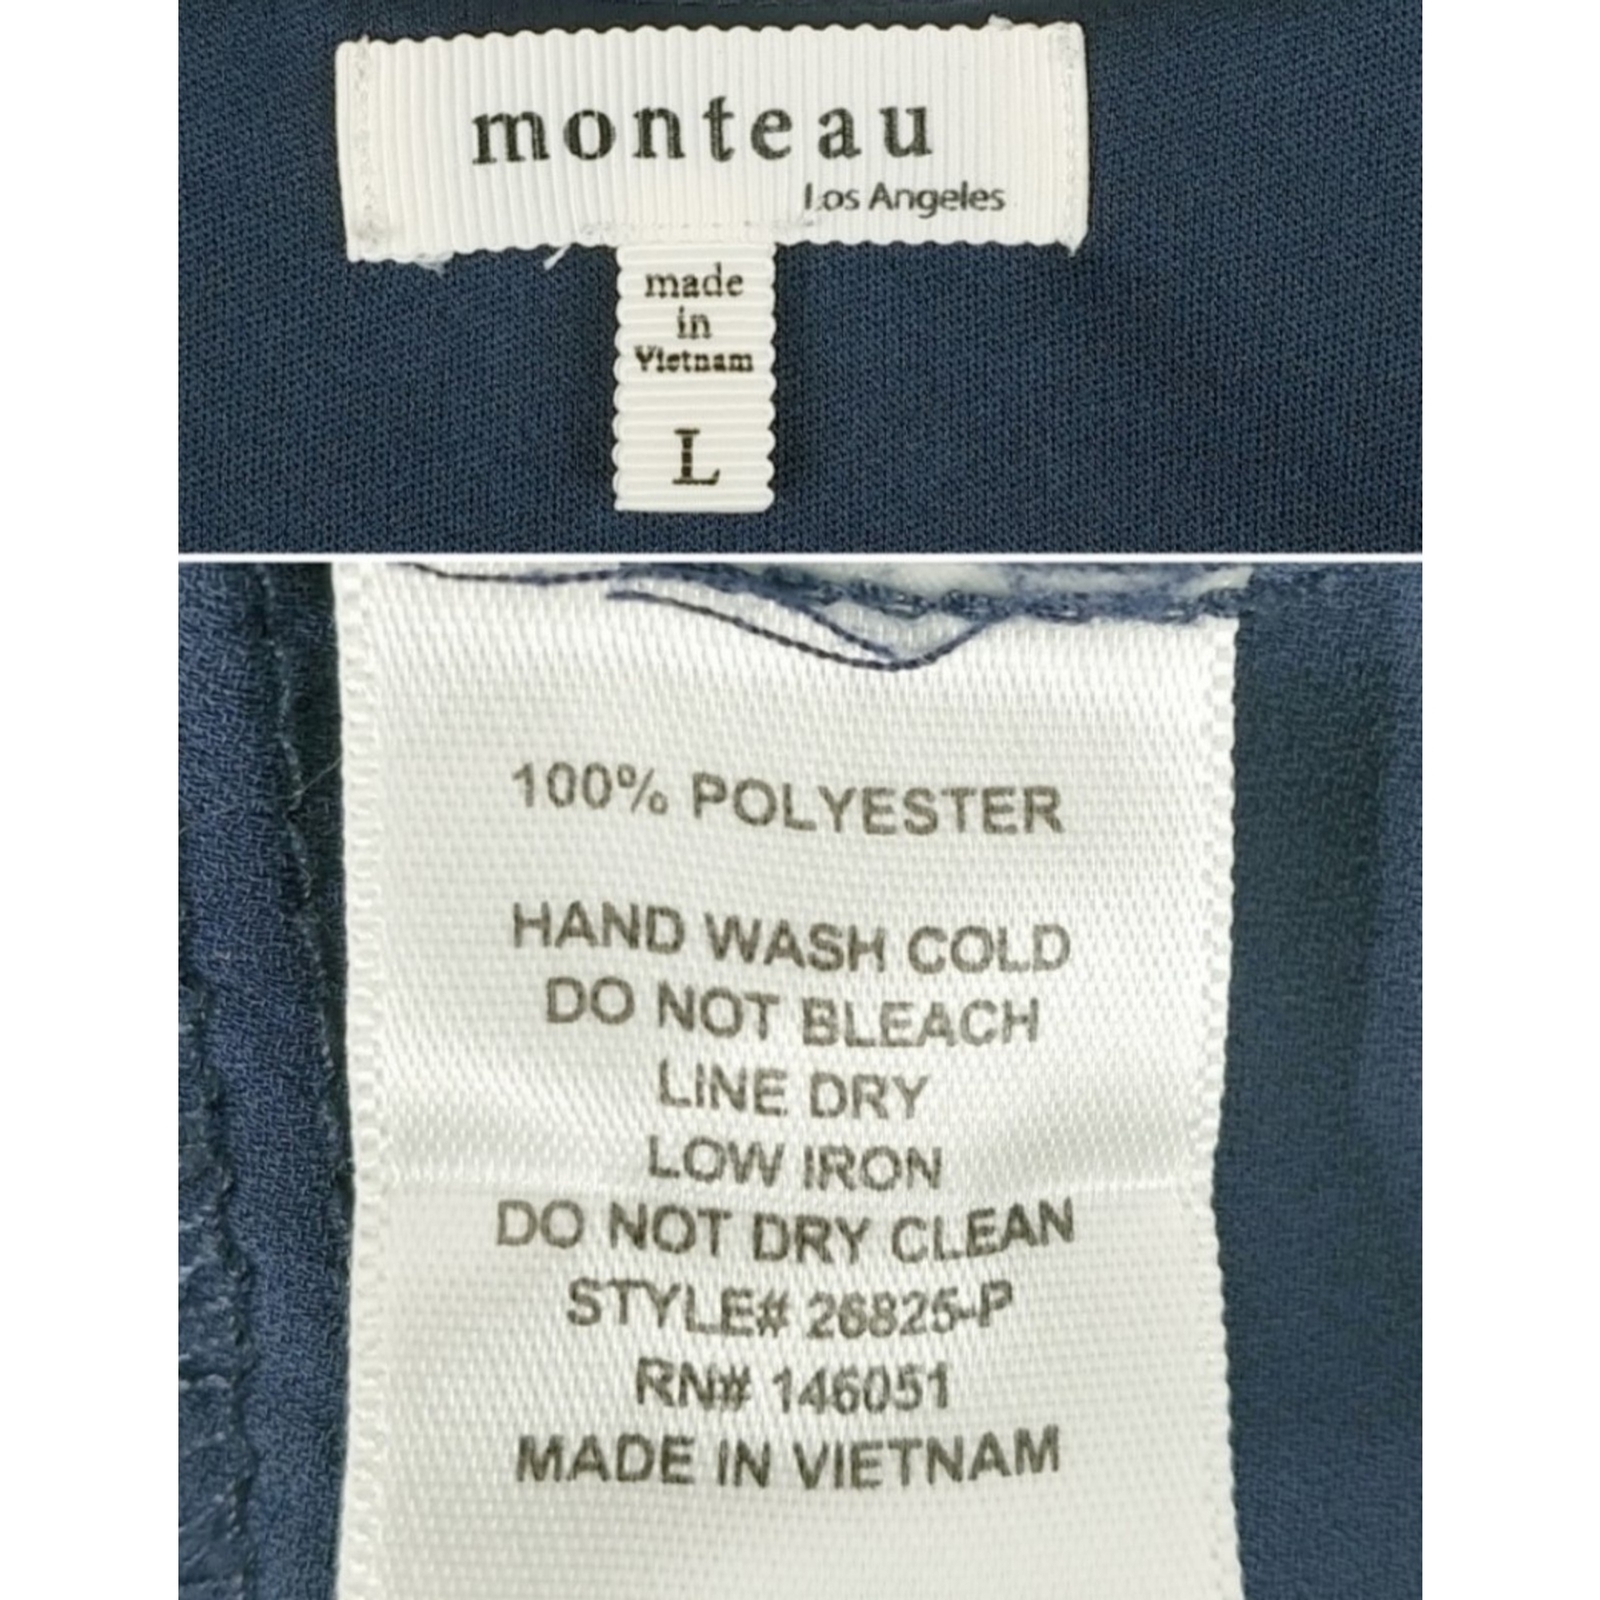 monteau
Los Angeles
made
in
Vietnam
L
100% POLYESTER
HAND WASH COLD
DO NOT BLEACH
LINE DRY
LOW IRON
DO NOT DRY CLEAN
STYLE# 26825-P
RN# 146051
MADE IN VIETNAM